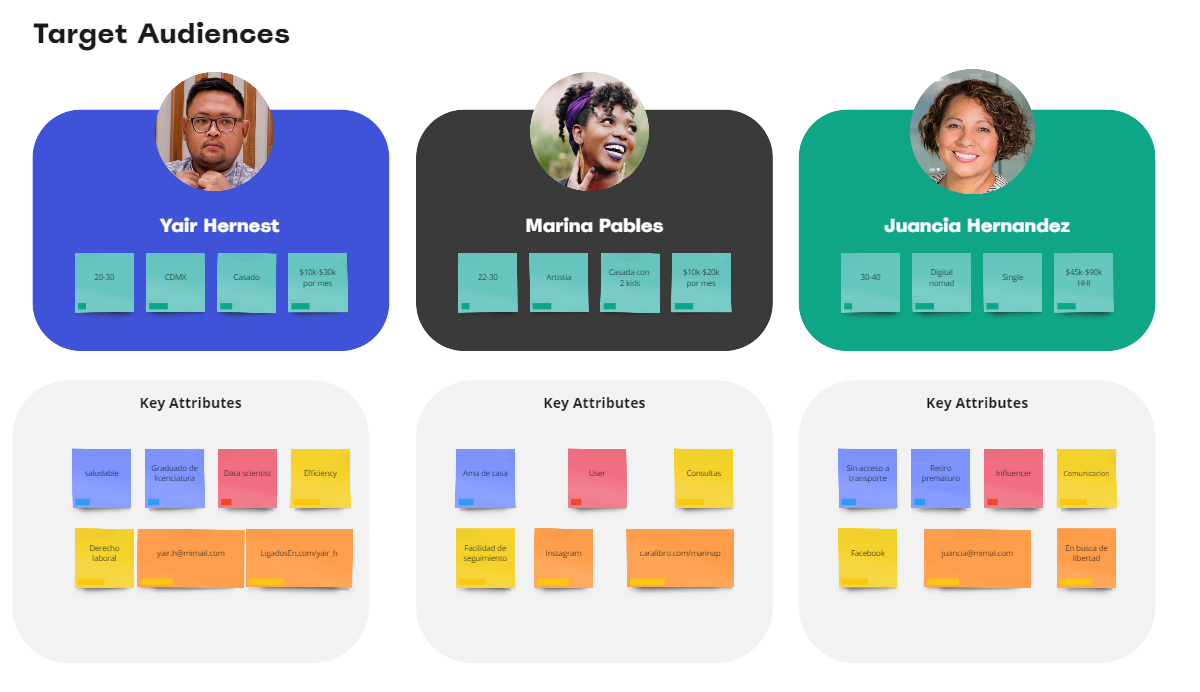 Target Audiences
Yair Hernest
20-30
CDMX
Casado
$10k-$30k
por mes
Marina Pables
22-30
Artistia
Casada con
2 kids
$10k-$20k
por mes
Juancia Hernandez
30-40
Digital
nomad
Single
$45k-$90k
HHI
Key Attributes
saludable
Graduado de
licenciatura
Data scientist
Efficiency
Derecho
laboral
yair.h@mimail.com
LigadosEn.com/yair_h
Key Attributes
Ama de casa
User
Consultas
Facilidad de
seguimiento
Instagram
caralibro.com/marinap
Key Attributes
Sin acceso a
transporte
Retiro
prematuro
Influencer
Comunicacion
Facebook
juancia@mimal.com
En busca de
libertad